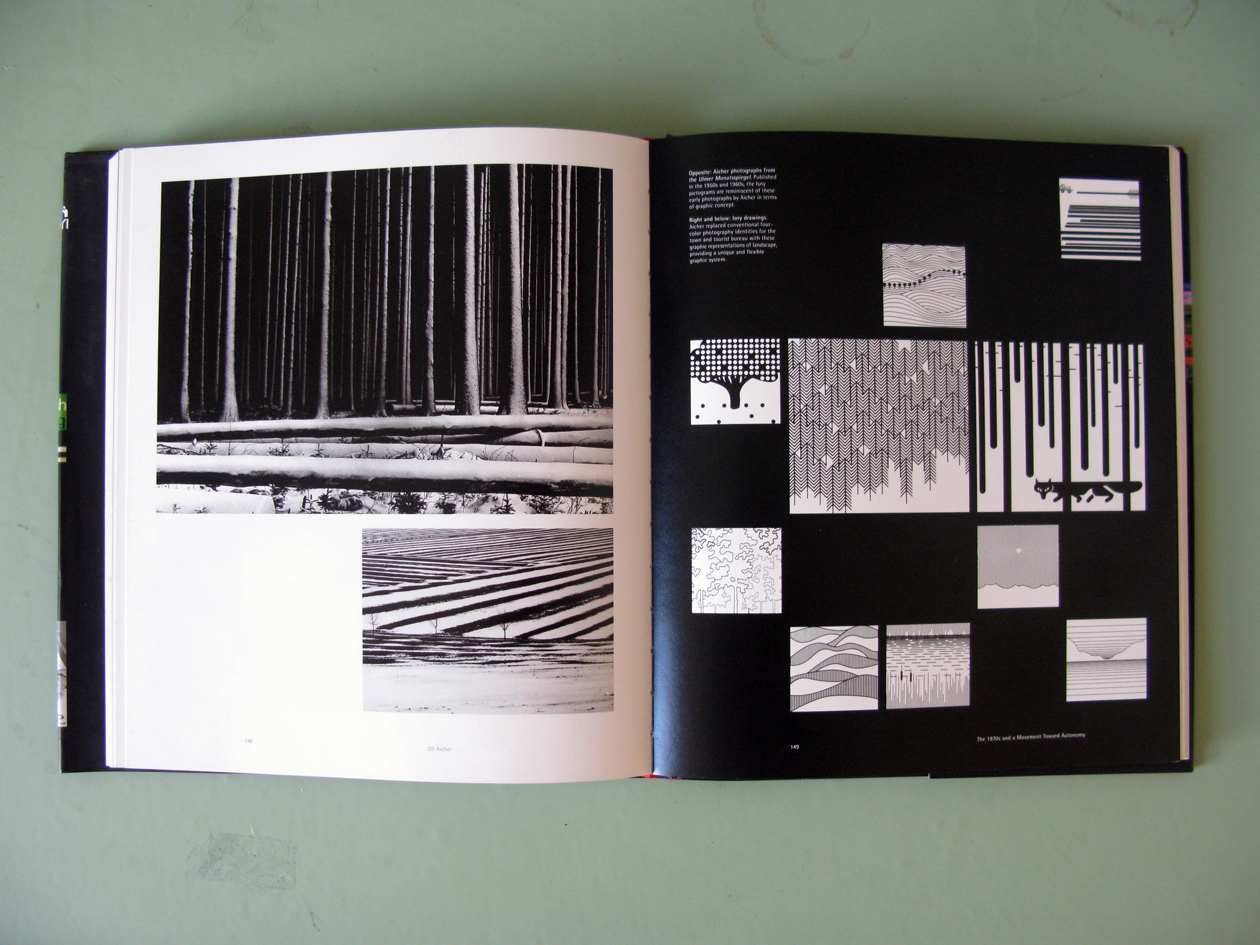 Opposite: Aicher photographs from
the Ulmer Monatsspiegel. Published
in the 1950s and 1960s, the Isny
pictograms are reminiscent of these
early photographs by Aicher in terms
of graphic concept.
Right and below: Isny drawings.
Aicher replaced conventional four-
color photography identities for the
town and tourist bureau with these
graphic representations of landscape,
providing a unique and flexible
graphic system.
148
Otl Aicher
149
The 1970s and a Movement Toward Autonomy